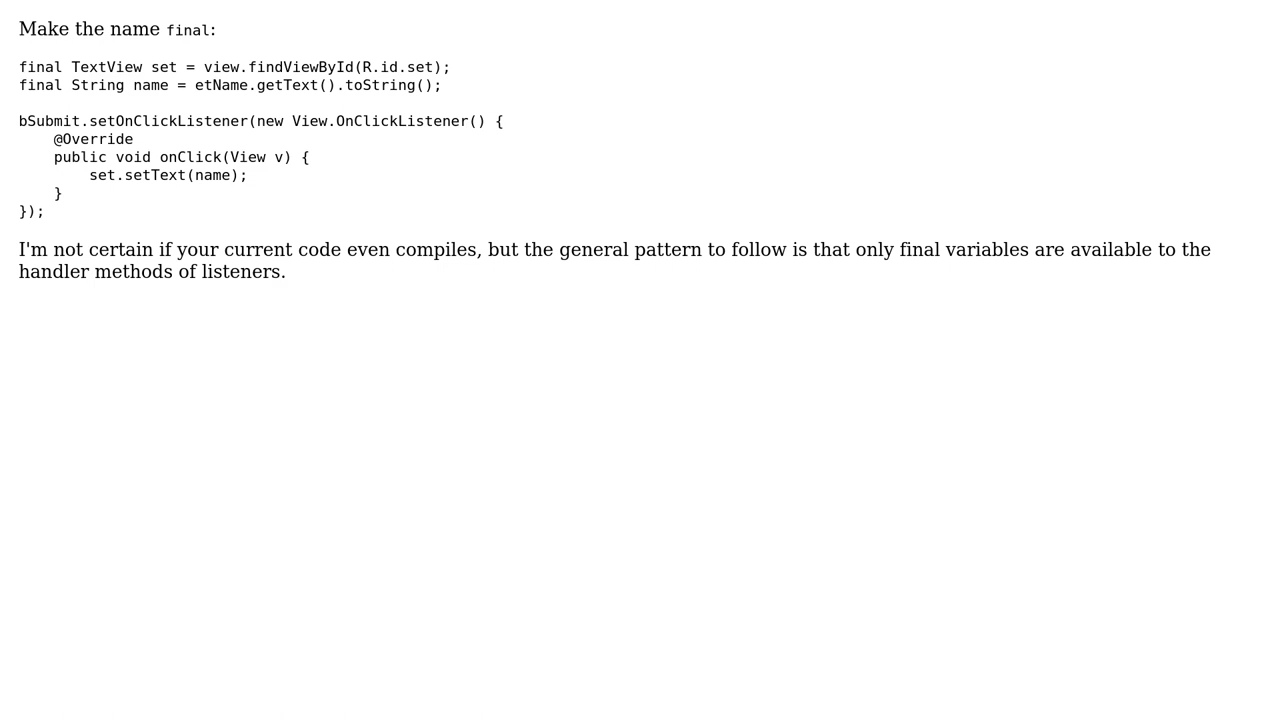 Make the name final:
final TextView set = view.findViewById(R.id.set);
final String name = etName.getText().toString();
bSubmit.setOnClickListener(new View.OnClickListener() {
    @Override
    public void onClick(View v) {
        set.setText(name);
    }
});
I'm not certain if your current code even compiles, but the general pattern to follow is that only final variables are available to the
handler methods of listeners.